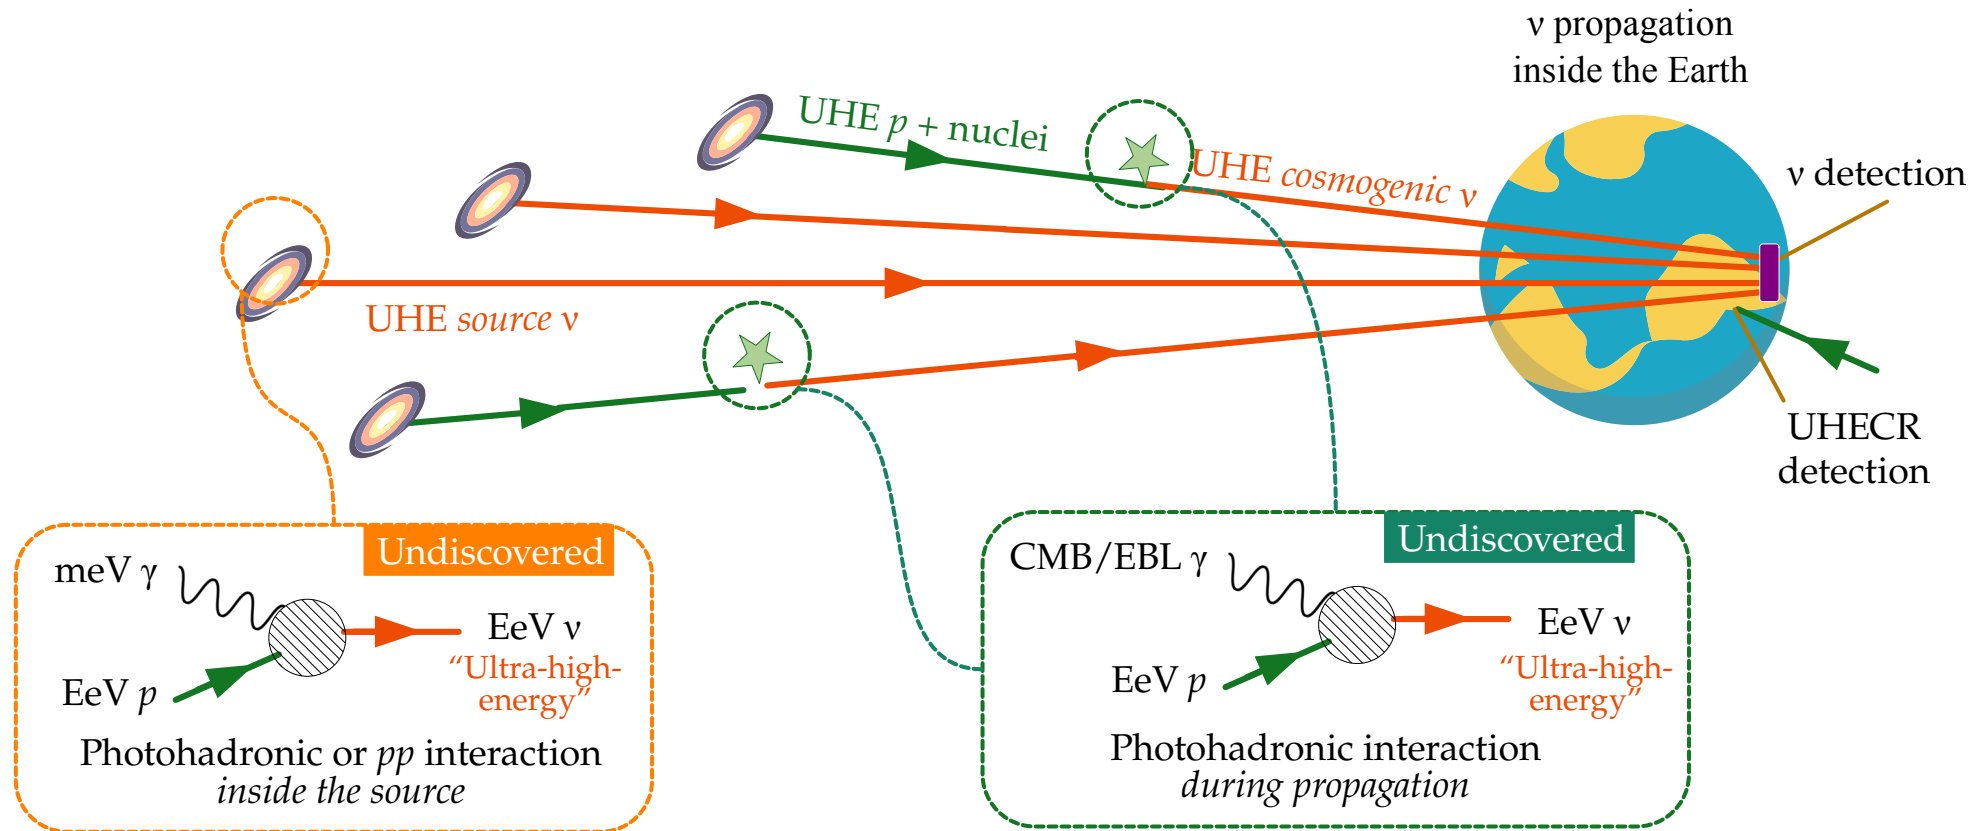 ν propagation
inside the Earth
UHE p + nuclei
UHE cosmogenic ν
ν detection
UHE source ν
UHECR
detection
Undiscovered
meV γ
EeV ν
“Ultra-high-
energy”
EeV p
Photohadronic or pp interaction
inside the source
Undiscovered
CMB/EBL γ
EeV ν
“Ultra-high-
energy”
EeV p
Photohadronic interaction
during propagation